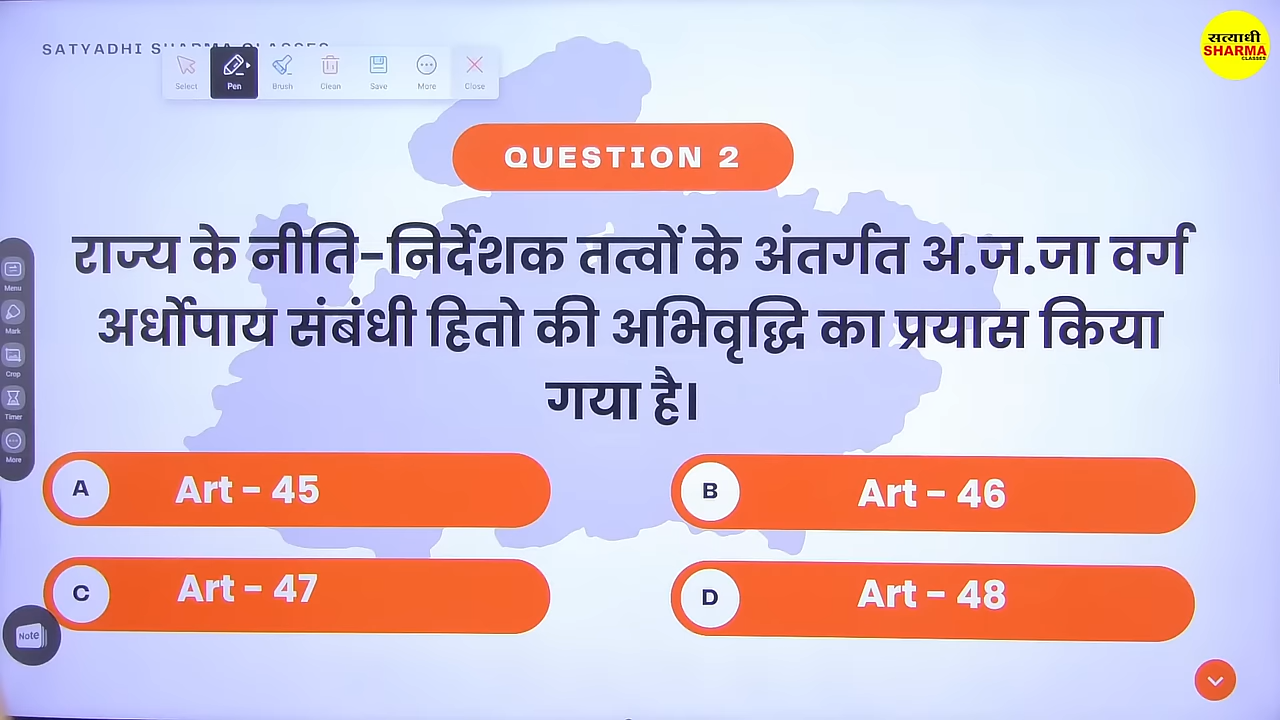 SATYADHI SHARMA CLASSES
सत्याधी
SHARMA
CLASSES
Select
Pen
Brush
Clean
Save
More
Close
QUESTION 2
राज्य के नीति-निर्देशक तत्वों के अंतर्गत अ.ज.जा वर्ग
अर्धोपाय संबंधी हितो की अभिवृद्धि का प्रयास किया
गया है।
Menu
Mark
Crop
Timer
More
A
Art - 45
B
Art - 46
C
Art - 47
D
Art - 48
Note